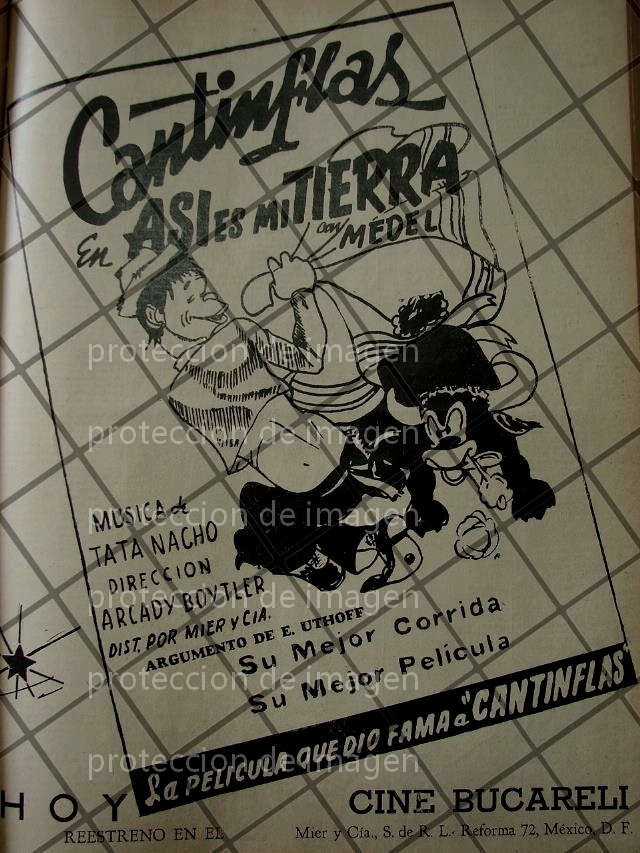 Cantinflas
En ASI ES MI TIERRA
con MEDEL
proteccion de imagen
proteccion de imagen
MUSICA de
proteccion de imagen
TATA NACHO
DIRECCION
ARCADY BOYTLER
proteccion de imagen
DIST. POR MIER y CIA.
ARGUMENTO DE E. UTHOFF
Su Mejor Corrida
proteccion de imagen
Su Mejor Película
La PELICULA QUE DIO FAMA a "CANTINFLAS"
proteccion de imagen
HOY
CINE BUCARELI
REESTRENO EN EL
Mier y Cía., S. de R. L.- Reforma 72, México, D. F.